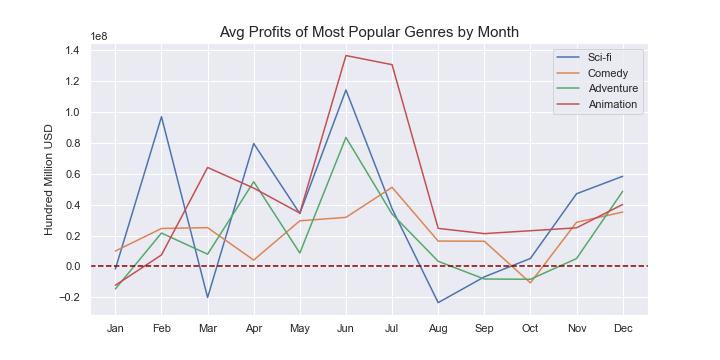 Avg Profits of Most Popular Genres by Month
1e8
Sci-fi
Comedy
Adventure
Animation
Hundred Million USD
1.4
1.2
1.0
0.8
0.6
0.4
0.2
0.0
−0.2
Jan Feb Mar Apr May Jun Jul Aug Sep Oct Nov Dec